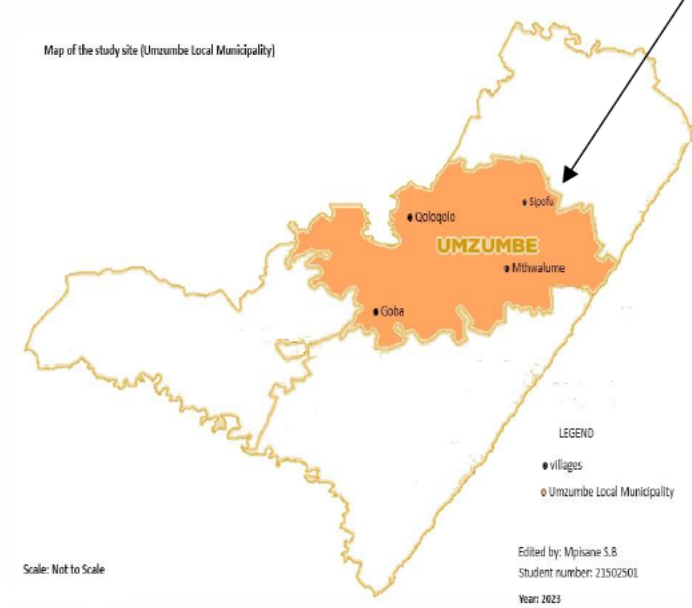 Map of the study site (Umzumbe Local Municipality)
Sipofu
Qoloqolo
UMZUMBE
Mthwalume
Goba
LEGEND
villages
Umzumbe Local Municipality
Edited by: Mpisane S.B
Scale: Not to Scale
Student number: 21502501
Year: 2023